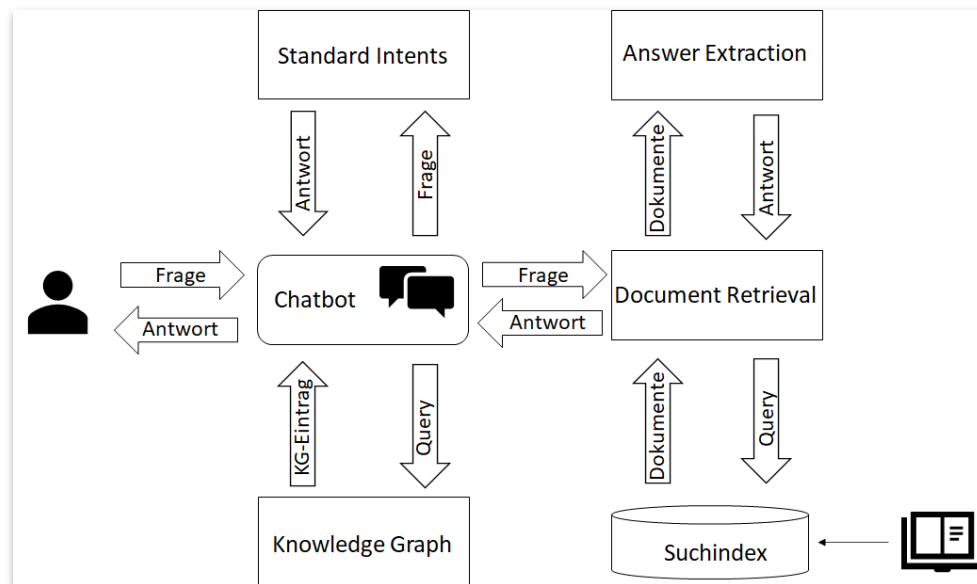 Standard Intents
Answer Extraction
Antwort
Frage
Dokumente
Antwort
Frage
Antwort
Chatbot
Frage
Antwort
Document Retrieval
KG-Eintrag
Query
Dokumente
Query
Knowledge Graph
Suchindex